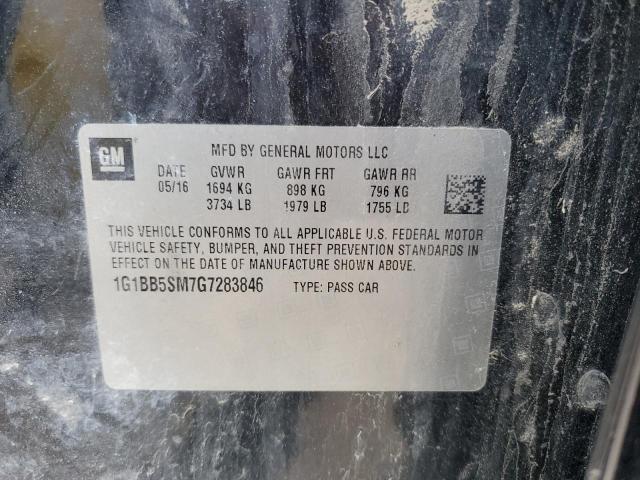 GM
MFD BY GENERAL MOTORS LLC
DATE GVWR GAWR FRT GAWR RR
05/16 1694 KG 898 KG 796 KG
3734 LB 1979 LB 1755 LB
THIS VEHICLE CONFORMS TO ALL APPLICABLE U.S. FEDERAL MOTOR
VEHICLE SAFETY, BUMPER, AND THEFT PREVENTION STANDARDS IN
EFFECT ON THE DATE OF MANUFACTURE SHOWN ABOVE.
1G1BB5SM7G7283846 TYPE: PASS CAR